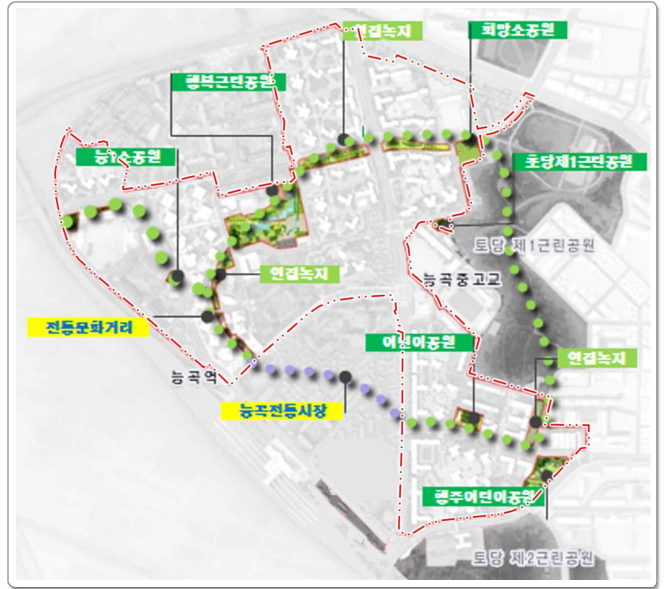 연결녹지
희망소공원
행복근린공원
능1소공원
초당제1근린공원
토당 제1근린공원
연결녹지
능곡중고교
전통문화거리
어린이공원
연결녹지
능곡역
능곡전통시장
행주어린이공원
토당 제2근린공원